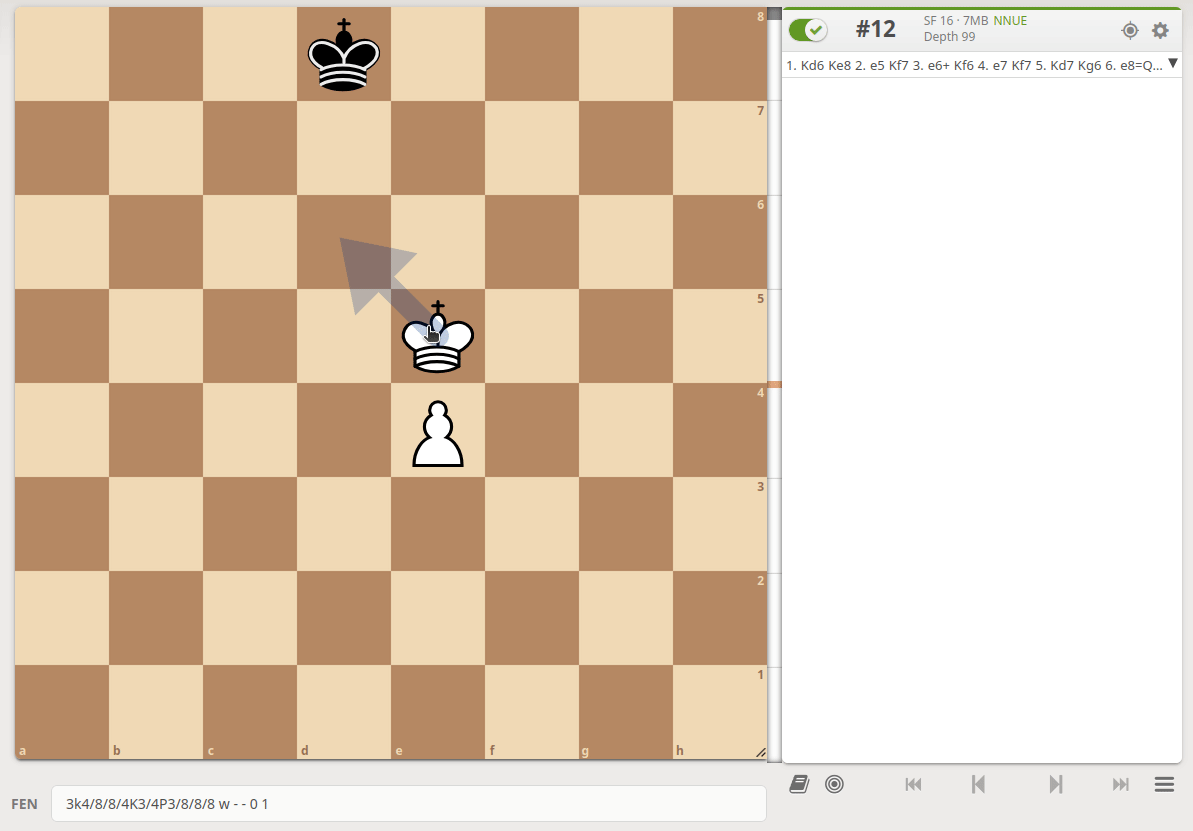 8
7
6
5
4
3
2
1
a b c d e f g h
FEN 3k4/8/8/4K3/4P3/8/8/8 w - - 0 1
#12 SF 16 · 7MB NNUE
Depth 99
1. Kd6 Ke8 2. e5 Kf7 3. e6+ Kf6 4. e7 Kf7 5. Kd7 Kg6 6. e8=Q...